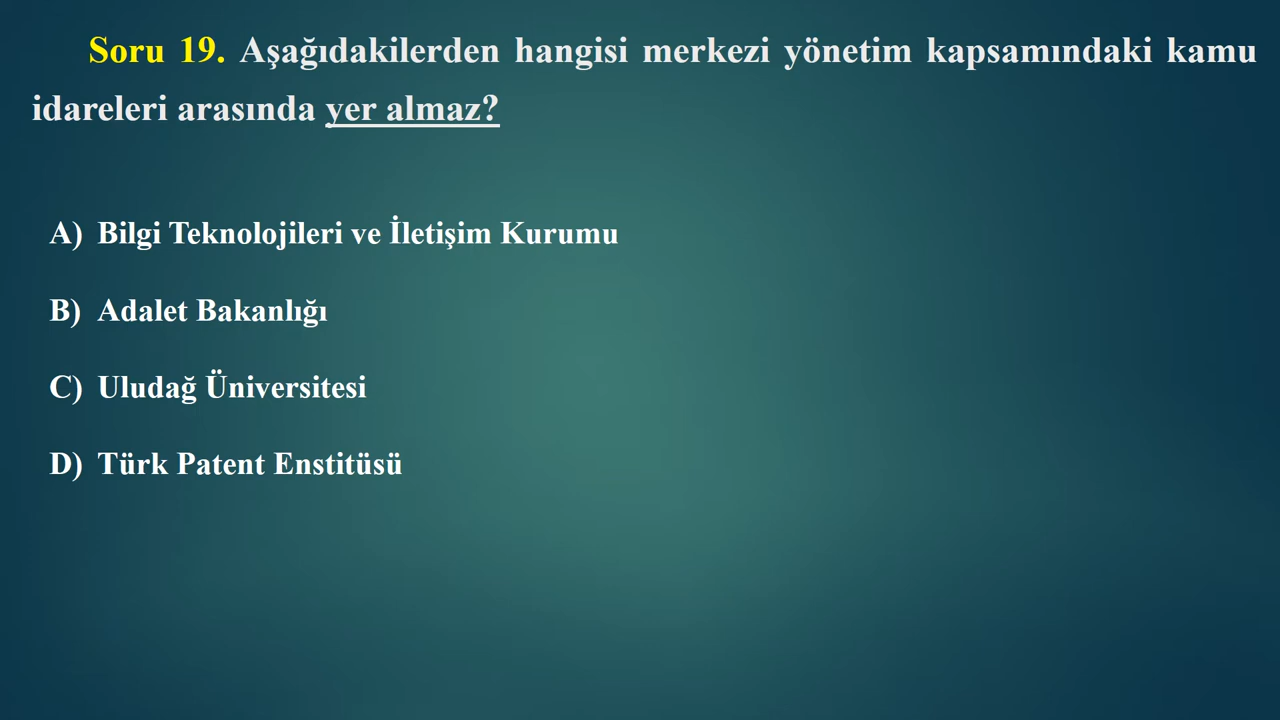 Soru 19. Aşağıdakilerden hangisi merkezi yönetim kapsamındaki kamu
idareleri arasında yer almaz?
A) Bilgi Teknolojileri ve İletişim Kurumu
B) Adalet Bakanlığı
C) Uludağ Üniversitesi
D) Türk Patent Enstitüsü